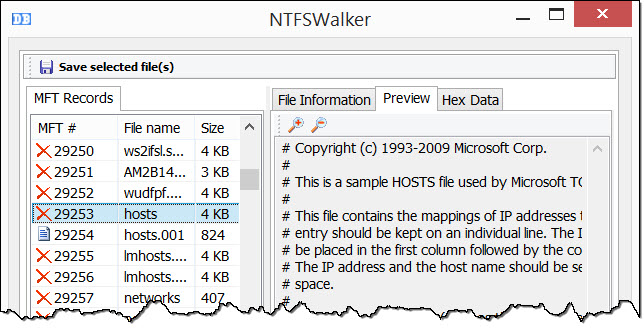 DE
NTFSWalker
Save selected file(s)
MFT Records
File Information
Preview
Hex Data
MFT #
File name
Size
29250 ws2ifsl.s... 4 KB
29251 AM2B14... 3 KB
29252 wudfpf.... 4 KB
29253 hosts 4 KB
29254 hosts.001 824
29255 lmhosts.... 4 KB
29256 lmhosts.... 4 KB
29257 networks 407
# Copyright (c) 1993-2009 Microsoft Corp.
#
# This is a sample HOSTS file used by Microsoft TC
#
# This file contains the mappings of IP addresses t
# entry should be kept on an individual line. The I
# be placed in the first column followed by the co
# The IP address and the host name should be se
# space.
#